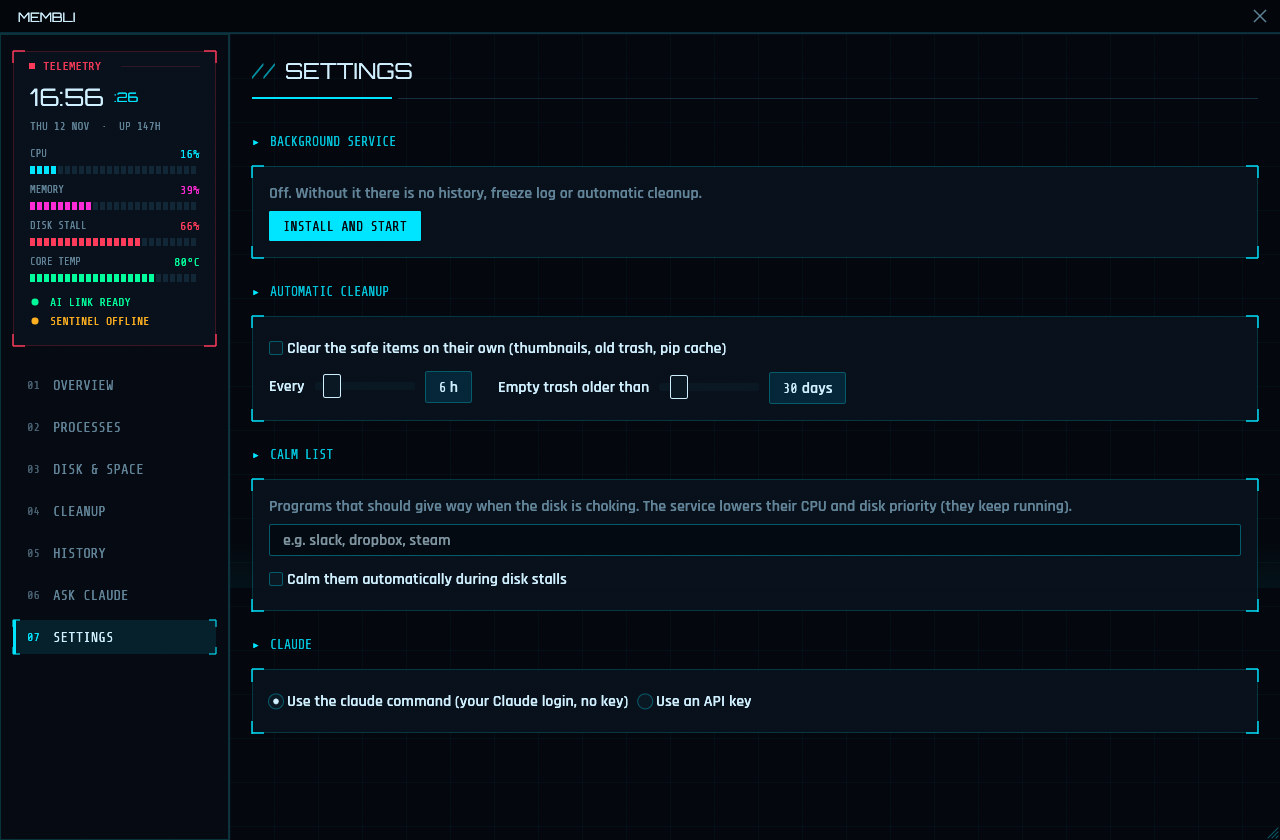 MEMBLI
TELEMETRY
16:56 :26
THU 12 NOV · UP 147H
CPU 16%
MEMORY 39%
DISK STALL 66%
CORE TEMP 80°C
AI LINK READY
SENTINEL OFFLINE
01 OVERVIEW
02 PROCESSES
03 DISK & SPACE
04 CLEANUP
05 HISTORY
06 ASK CLAUDE
07 SETTINGS
// SETTINGS
▸ BACKGROUND SERVICE
Off. Without it there is no history, freeze log or automatic cleanup.
INSTALL AND START
▸ AUTOMATIC CLEANUP
Clear the safe items on their own (thumbnails, old trash, pip cache)
Every 6 h Empty trash older than 30 days
▸ CALM LIST
Programs that should give way when the disk is choking. The service lowers their CPU and disk priority (they keep running).
e.g. slack, dropbox, steam
Calm them automatically during disk stalls
▸ CLAUDE
Use the claude command (your Claude login, no key) Use an API key